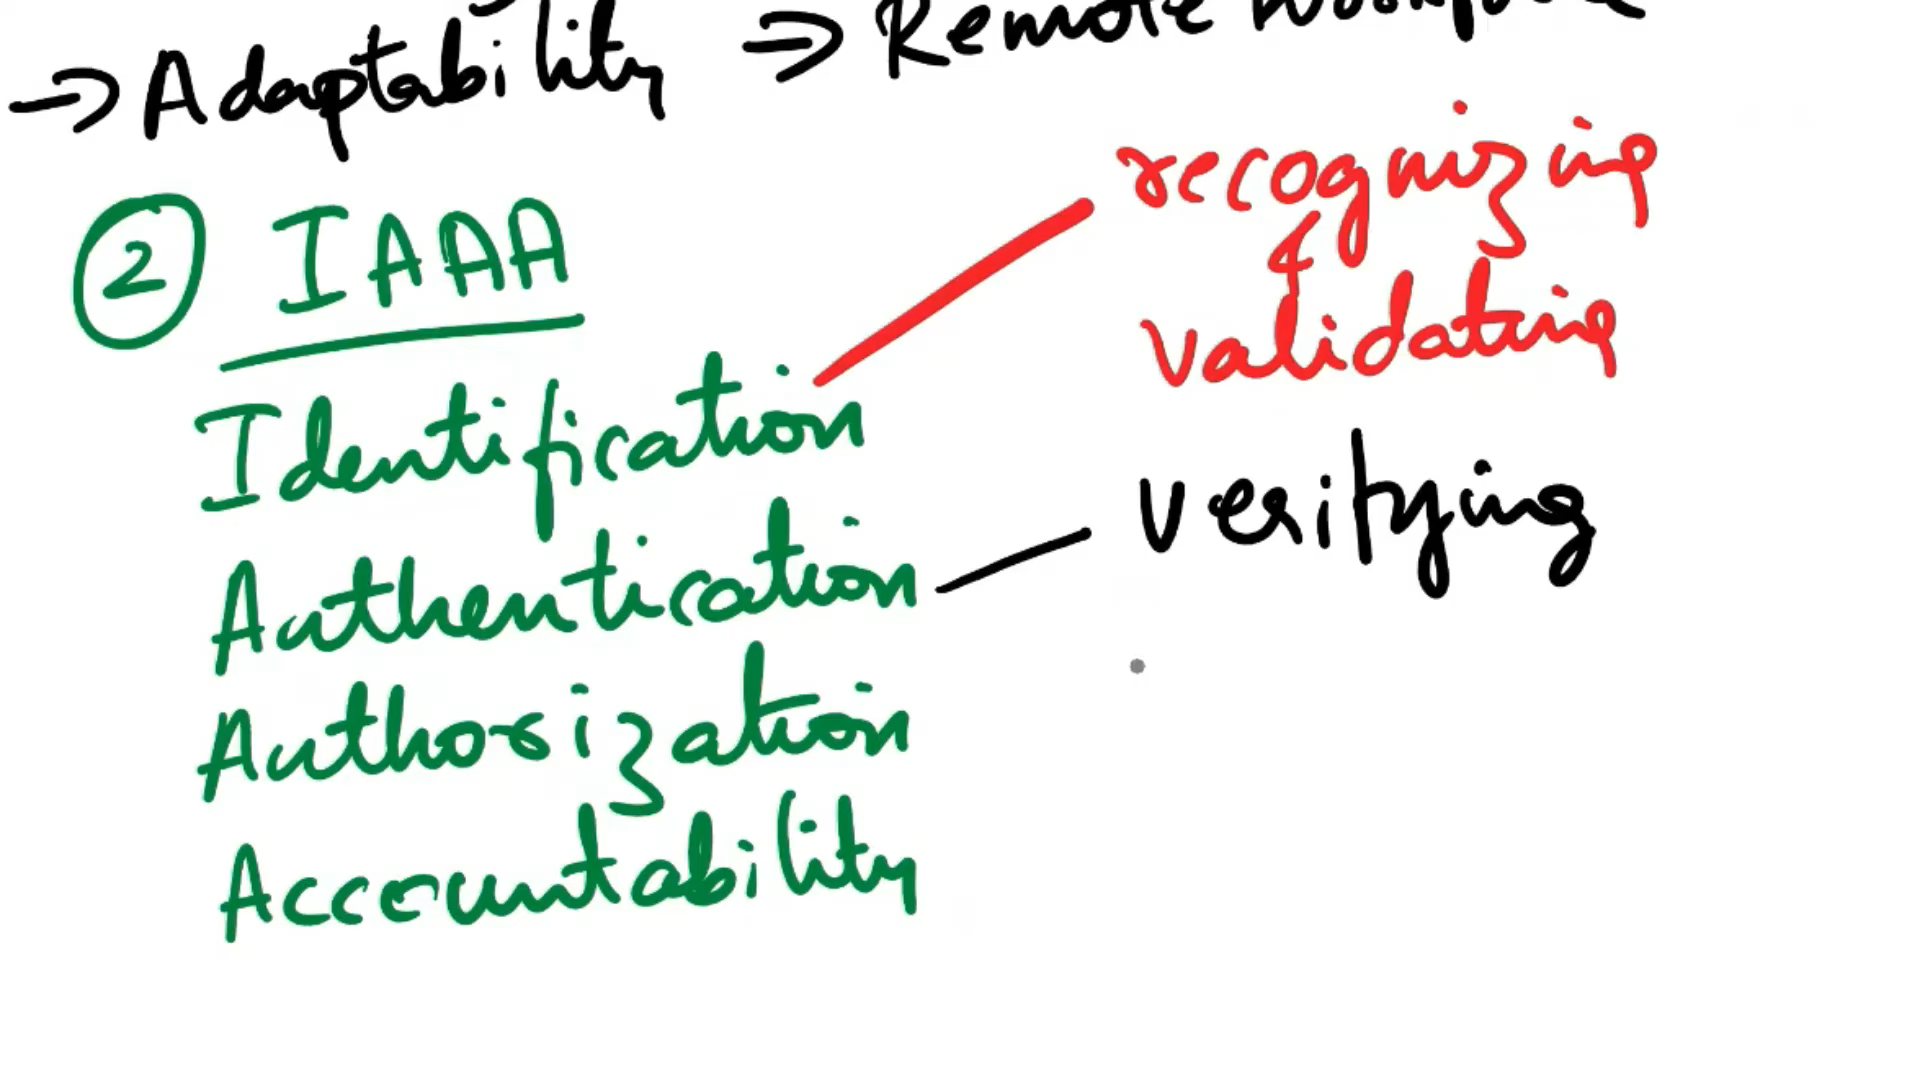 → Adaptability → Remote
recognizing
&
validating
② IAAA
Identification
verifying
Authentication
Authorization
Accountability